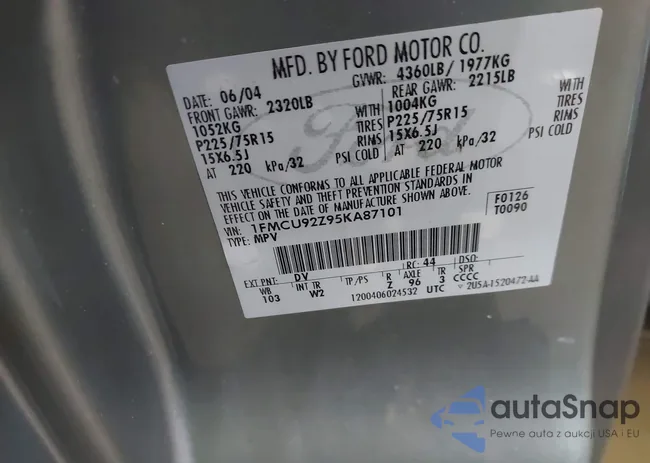 MFD. BY FORD MOTOR CO.
DATE: 06/04 GVWR: 4360LB/ 1977KG
FRONT GAWR: 2320LB REAR GAWR: 2215LB
1052KG WITH 1004KG WITH
P225/75R15 TIRES P225/75R15 TIRES
15X6.5J RIMS 15X6.5J RIMS
AT 220 kPa/32 PSI COLD AT 220 kPa/32 PSI COLD
THIS VEHICLE CONFORMS TO ALL APPLICABLE FEDERAL MOTOR
VEHICLE SAFETY AND THEFT PREVENTION STANDARDS IN
EFFECT ON THE DATE OF MANUFACTURE SHOWN ABOVE.
VIN: 1FMCU92Z95KA87101 F0126
TYPE: MPV T0090
EXT PNT: DV RC: 44 DSO:
WB INT TR TP/PS R AXLE TR SPR
103 W2 Z 96 3 CCCC
1200406024532 UTC 2U5A-1520472-AA
Ford
autaSnap
Pewne auta z aukcji USA i EU